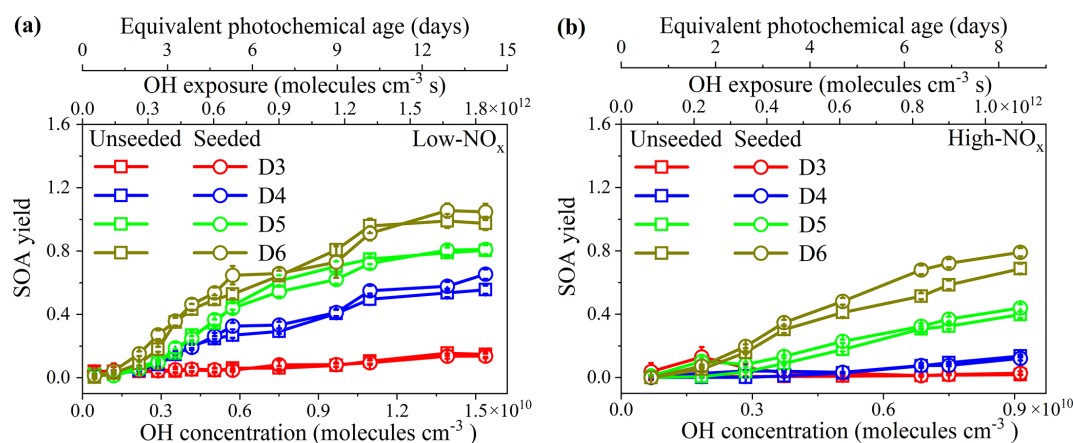 (a)
Equivalent photochemical age (days)
0 3 6 9 12 15
OH exposure (molecules cm⁻³ s)
0.0 0.3 0.6 0.9 1.2 1.5 1.8×10¹²
1.6
1.2
0.8
0.4
0.0
SOA yield
Unseeded Seeded Low-NOₓ
D3
D4
D5
D6
0.0 0.3 0.6 0.9 1.2 1.5×10¹⁰
OH concentration (molecules cm⁻³)
(b)
Equivalent photochemical age (days)
0 2 4 6 8
OH exposure (molecules cm⁻³ s)
0.0 0.2 0.4 0.6 0.8 1.0×10¹²
1.6
1.2
0.8
0.4
0.0
SOA yield
Unseeded Seeded High-NOₓ
D3
D4
D5
D6
0.0 0.3 0.6 0.9×10¹⁰
OH concentration (molecules cm⁻³)